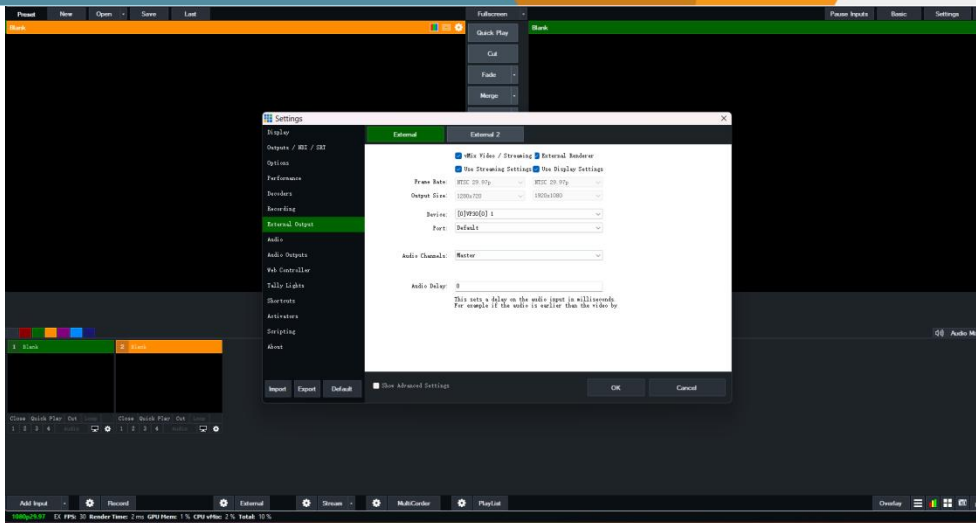 Preset New Open Save Last Fullscreen Pause Inputs Basic Settings
Blank Quick Play Blank
Cut
Fade
Merge
Settings
Display
Outputs / NDI / SRT
Options
Performance
Decoders
Recording
External Output
Audio
Audio Outputs
Web Controller
Tally Lights
Shortcuts
Activators
Scripting
About
Import Export Default
External External 2
vMix Video / Streaming External Renderer
Use Streaming Settings Use Display Settings
Frame Rate: NTSC 29.97p NTSC 29.97p
Output Size: 1280x720 1920x1080
Device:
Port: Default
Audio Channels: Master
Audio Delay: 0
This sets a delay on the audio input in milliseconds.
For example if the audio is earlier than the video by
Show Advanced Settings OK Cancel
Audio Mi
1 Blank 2 Blank
Close Quick Play Cut Loop Close Quick Play Cut Loop
1 2 3 4 Audio 1 2 3 4 Audio
Add Input Record External Stream MultiCorder PlayList Overlay
1080p29.97 EX FPS: 30 Render Time: 2 ms GPU Mem: 1 % CPU vMix: 2 % Total: 10 %